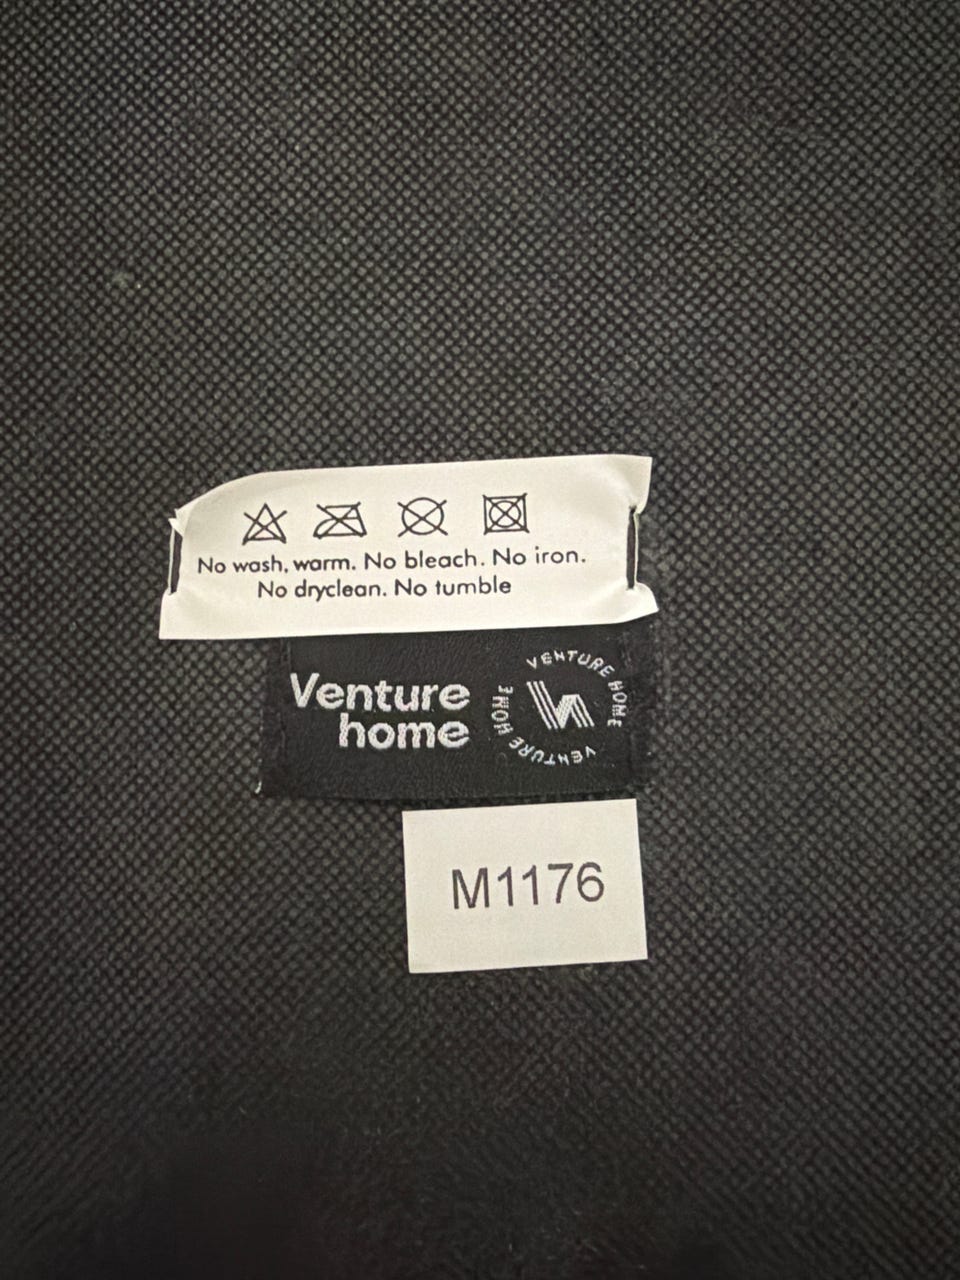 No wash, warm. No bleach. No iron.
No dryclean. No tumble
Venture
home
VENTURE HOME
VENTURE HOME
M1176